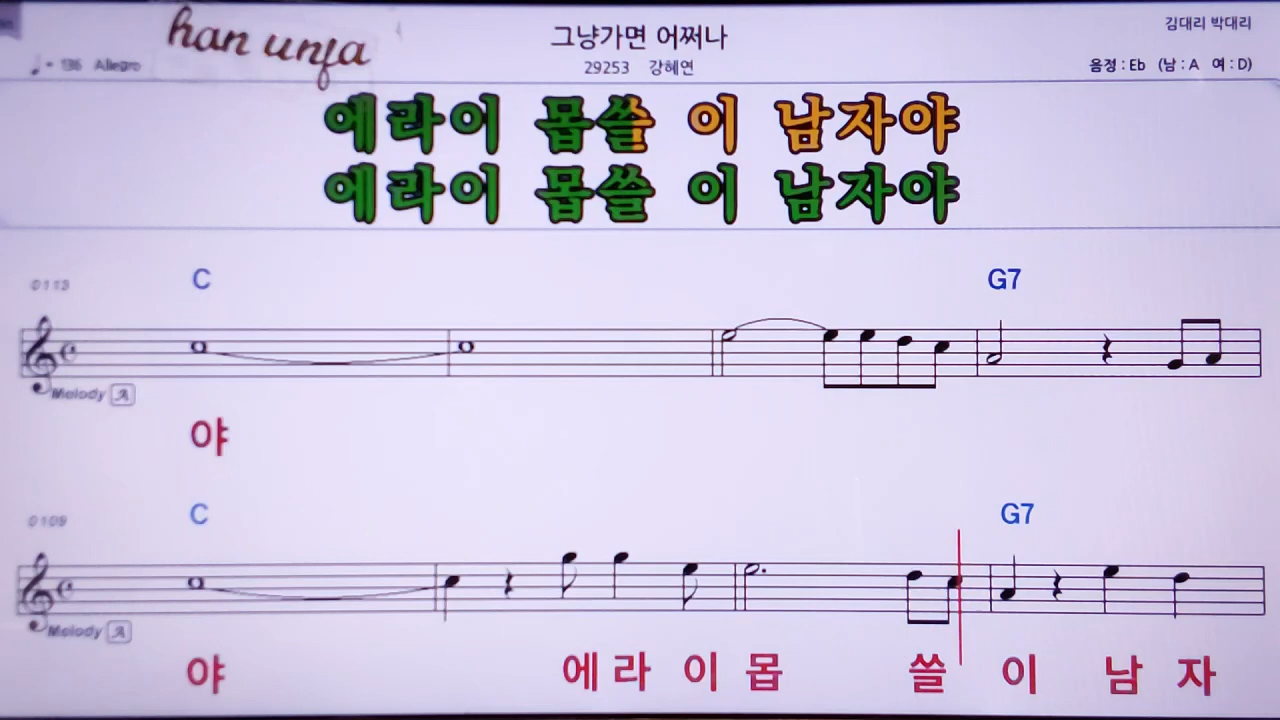 han unfa
그냥가면 어쩌나
김대리 박대리
♩= 136 Allegro
29253 강혜연
음정 : Eb (남 : A 여 : D)
에라이 몹쓸 이 남자야
에라이 몹쓸 이 남자야
0113
C G7
Melody A
야
0109
C G7
Melody A
야 에 라 이 몹 쓸 이 남 자